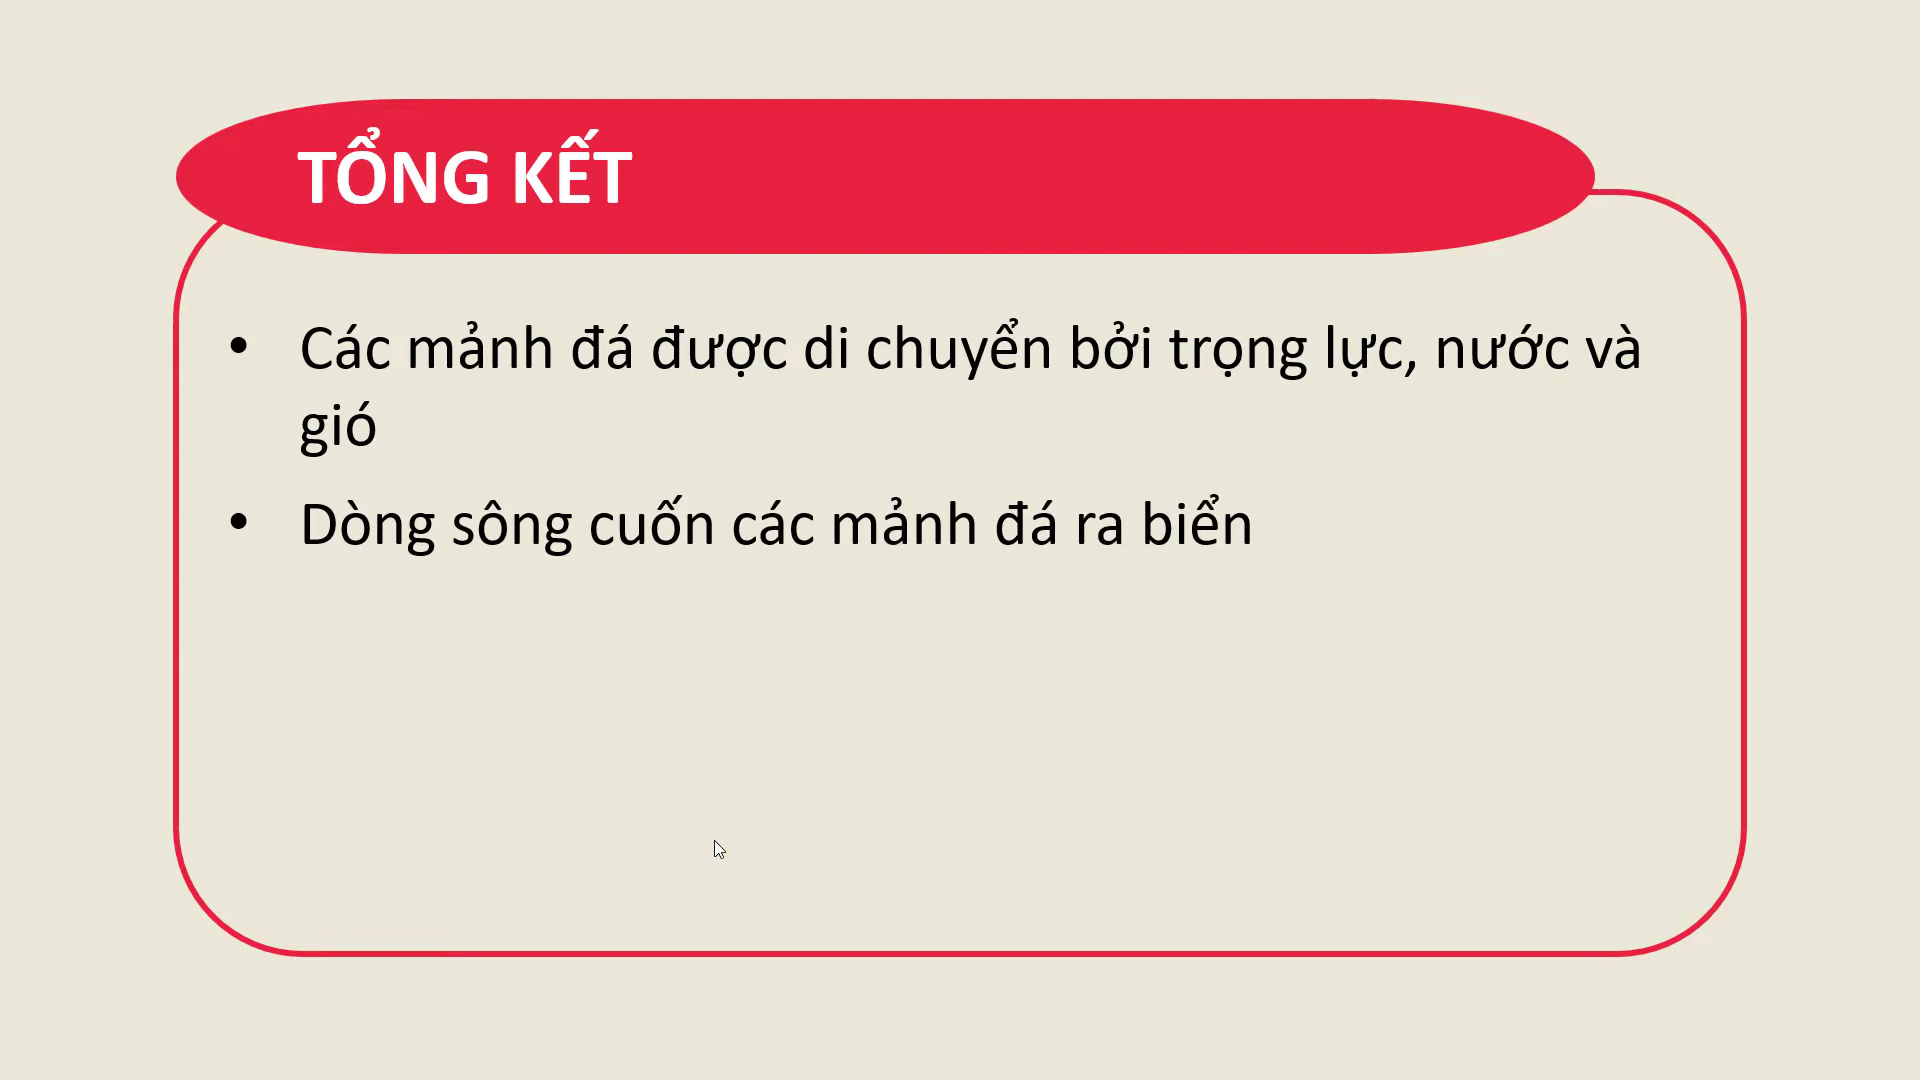 TỔNG KẾT
• Các mảnh đá được di chuyển bởi trọng lực, nước và
gió
• Dòng sông cuốn các mảnh đá ra biển